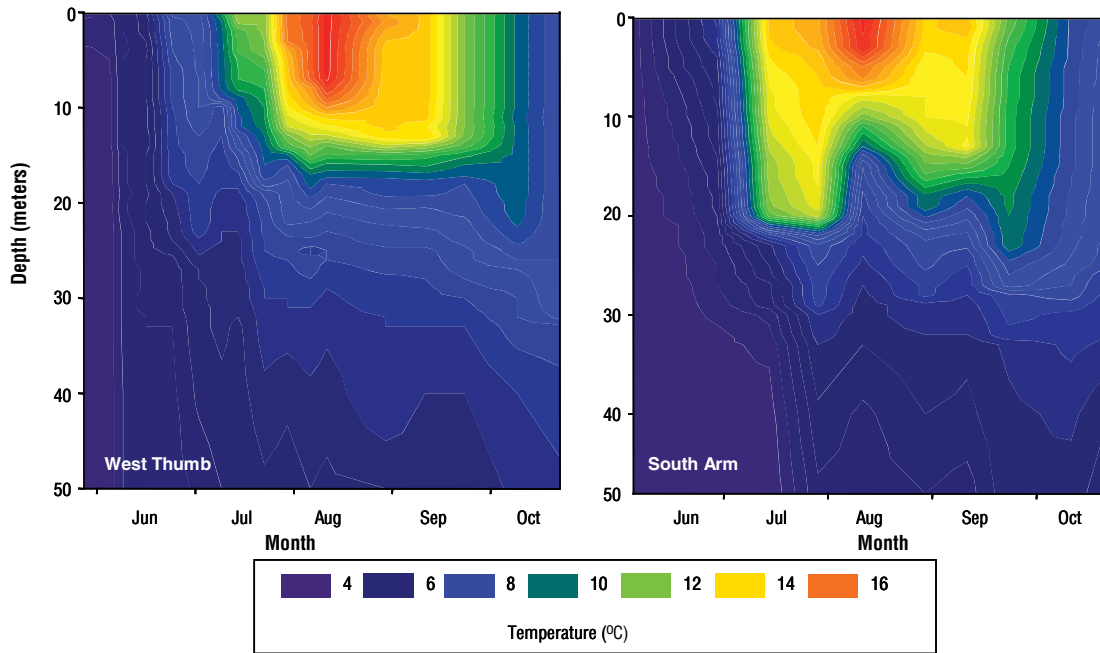 0
10
20
30
40
50
Depth (meters)
West Thumb
Jun Jul Aug Sep Oct
Month
0
10
20
30
40
50
South Arm
Jun Jul Aug Sep Oct
Month
4 6 8 10 12 14 16
Temperature (ºC)